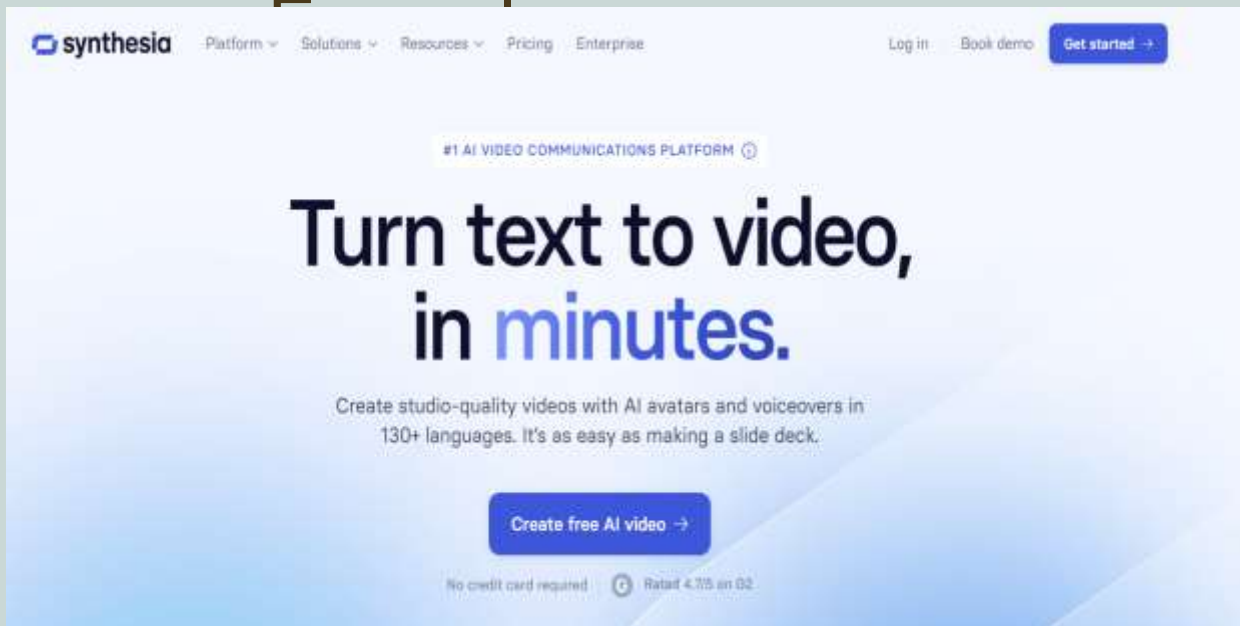 synthesia Platform Solutions Resources Pricing Enterprise Log in Book demo Get started →
#1 AI VIDEO COMMUNICATIONS PLATFORM
Turn text to video,
in minutes.
Create studio-quality videos with AI avatars and voiceovers in
130+ languages. It's as easy as making a slide deck.
Create free AI video →
No credit card required Rated 4.7/5 on G2